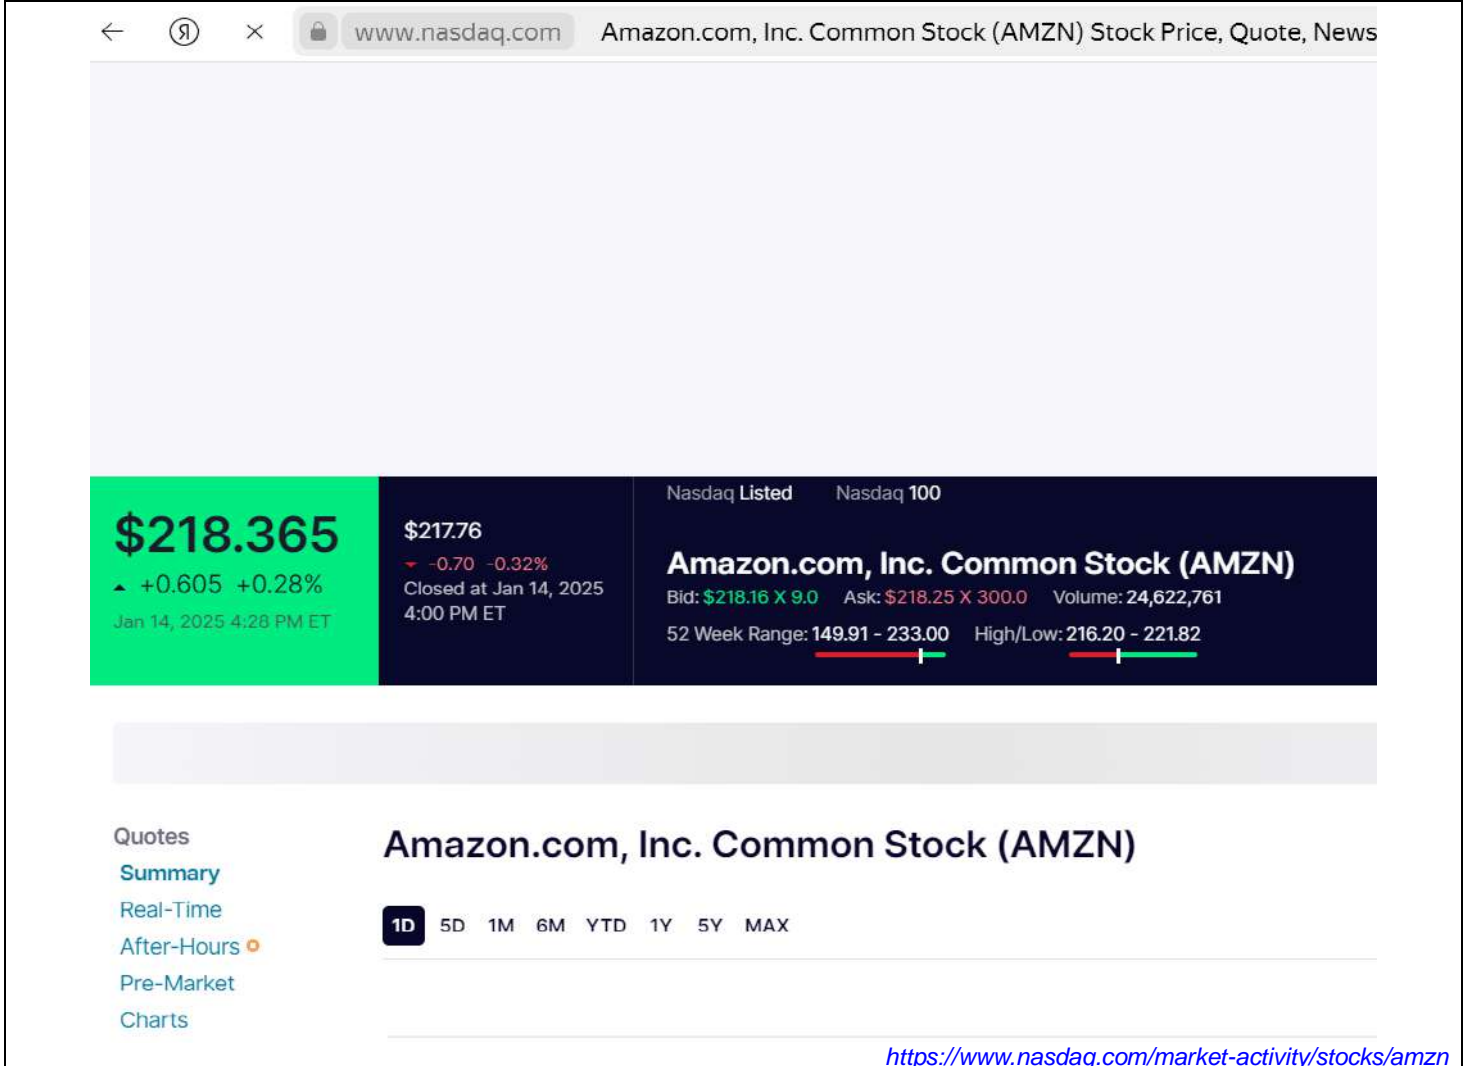 www.nasdaq.com Amazon.com, Inc. Common Stock (AMZN) Stock Price, Quote, News
$218.365
+0.605 +0.28%
Jan 14, 2025 4:28 PM ET
$217.76
-0.70 -0.32%
Closed at Jan 14, 2025
4:00 PM ET
Nasdaq Listed Nasdaq 100
Amazon.com, Inc. Common Stock (AMZN)
Bid: $218.16 X 9.0 Ask: $218.25 X 300.0 Volume: 24,622,761
52 Week Range: 149.91 - 233.00 High/Low: 216.20 - 221.82
Quotes
Summary
Real-Time
After-Hours
Pre-Market
Charts
Amazon.com, Inc. Common Stock (AMZN)
1D 5D 1M 6M YTD 1Y 5Y MAX
https://www.nasdaq.com/market-activity/stocks/amzn